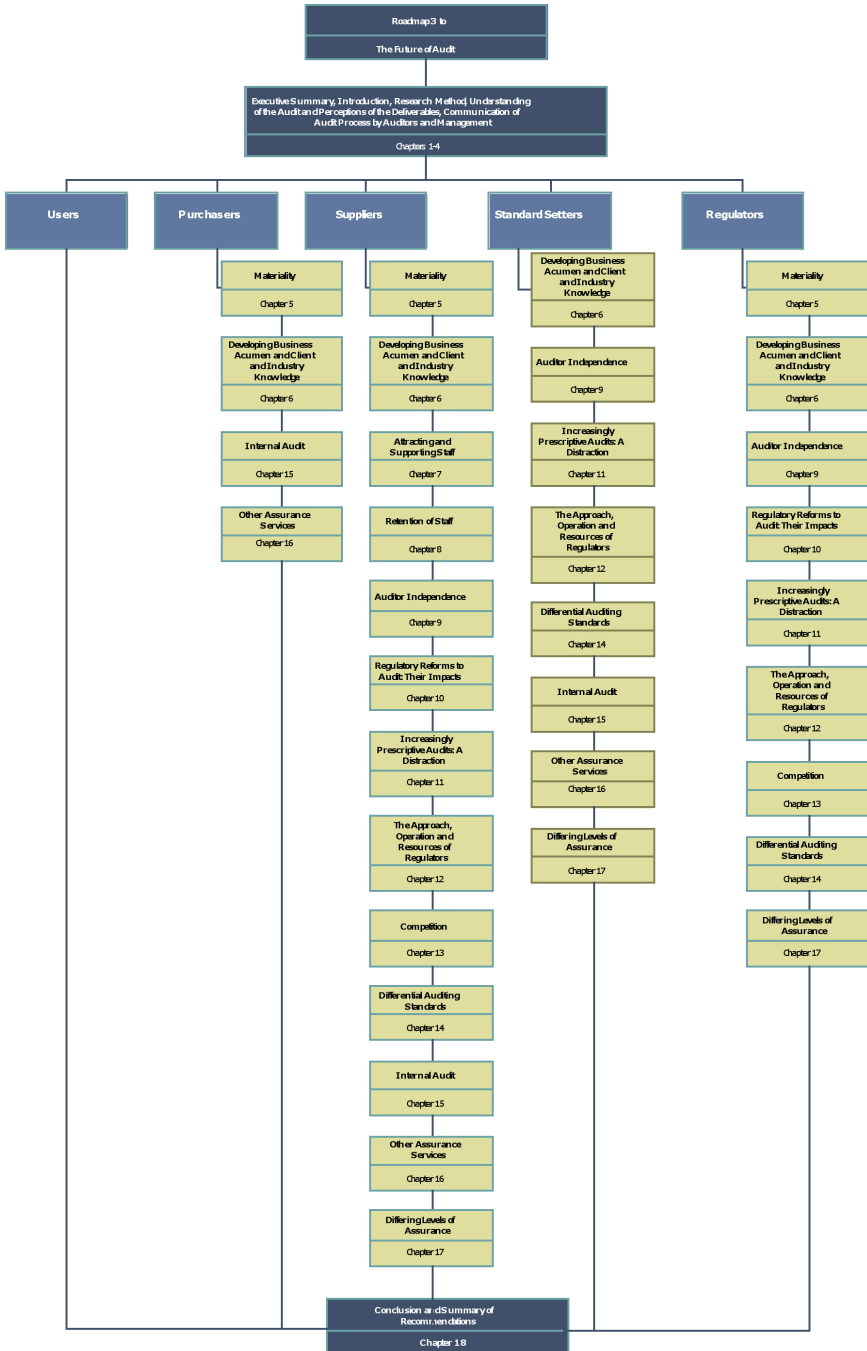 Roadmap3 to
The Future of Audit
Executive Summary, Introduction, Research Method, Understanding
of the Audit and Perceptions of the Deliverables, Communication of
Audit Process by Auditors and Management
Chapters 1-4
Users
Purchasers
Suppliers
Standard Setters
Regulators
Materiality
Chapter 5
Developing Business
Acumen and Client
and Industry
Knowledge
Chapter 6
Internal Audit
Chapter 15
Other Assurance
Services
Chapter 16
Materiality
Chapter 5
Developing Business
Acumen and Client
and Industry
Knowledge
Chapter 6
Attracting and
Supporting Staff
Chapter 7
Retention of Staff
Chapter 8
Auditor Independence
Chapter 9
Regulatory Reforms to
Audit: Their Impacts
Chapter 10
Increasingly
Prescriptive Audits: A
Distraction
Chapter 11
The Approach,
Operation and
Resources of
Regulators
Chapter 12
Competition
Chapter 13
Differential Auditing
Standards
Chapter 14
Internal Audit
Chapter 15
Other Assurance
Services
Chapter 16
Differing Levels of
Assurance
Chapter 17
Developing Business
Acumen and Client
and Industry
Knowledge
Chapter 6
Auditor Independence
Chapter 9
Increasingly
Prescriptive Audits: A
Distraction
Chapter 11
The Approach,
Operation and
Resources of
Regulators
Chapter 12
Differential Auditing
Standards
Chapter 14
Internal Audit
Chapter 15
Other Assurance
Services
Chapter 16
Differing Levels of
Assurance
Chapter 17
Materiality
Chapter 5
Developing Business
Acumen and Client
and Industry
Knowledge
Chapter 6
Auditor Independence
Chapter 9
Regulatory Reforms to
Audit: Their Impacts
Chapter 10
Increasingly
Prescriptive Audits: A
Distraction
Chapter 11
The Approach,
Operation and
Resources of
Regulators
Chapter 12
Competition
Chapter 13
Differential Auditing
Standards
Chapter 14
Differing Levels of
Assurance
Chapter 17
Conclusion and Summary of
Recommendations
Chapter 18